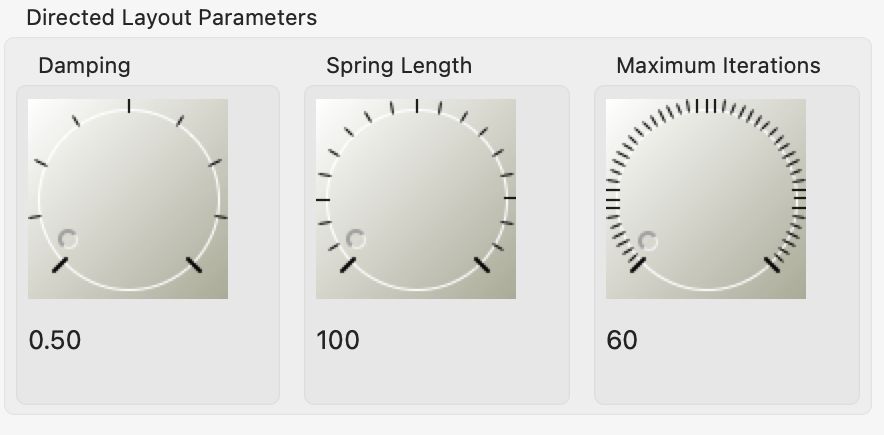 Directed Layout Parameters
Damping
Spring Length
Maximum Iterations
0.50
100
60